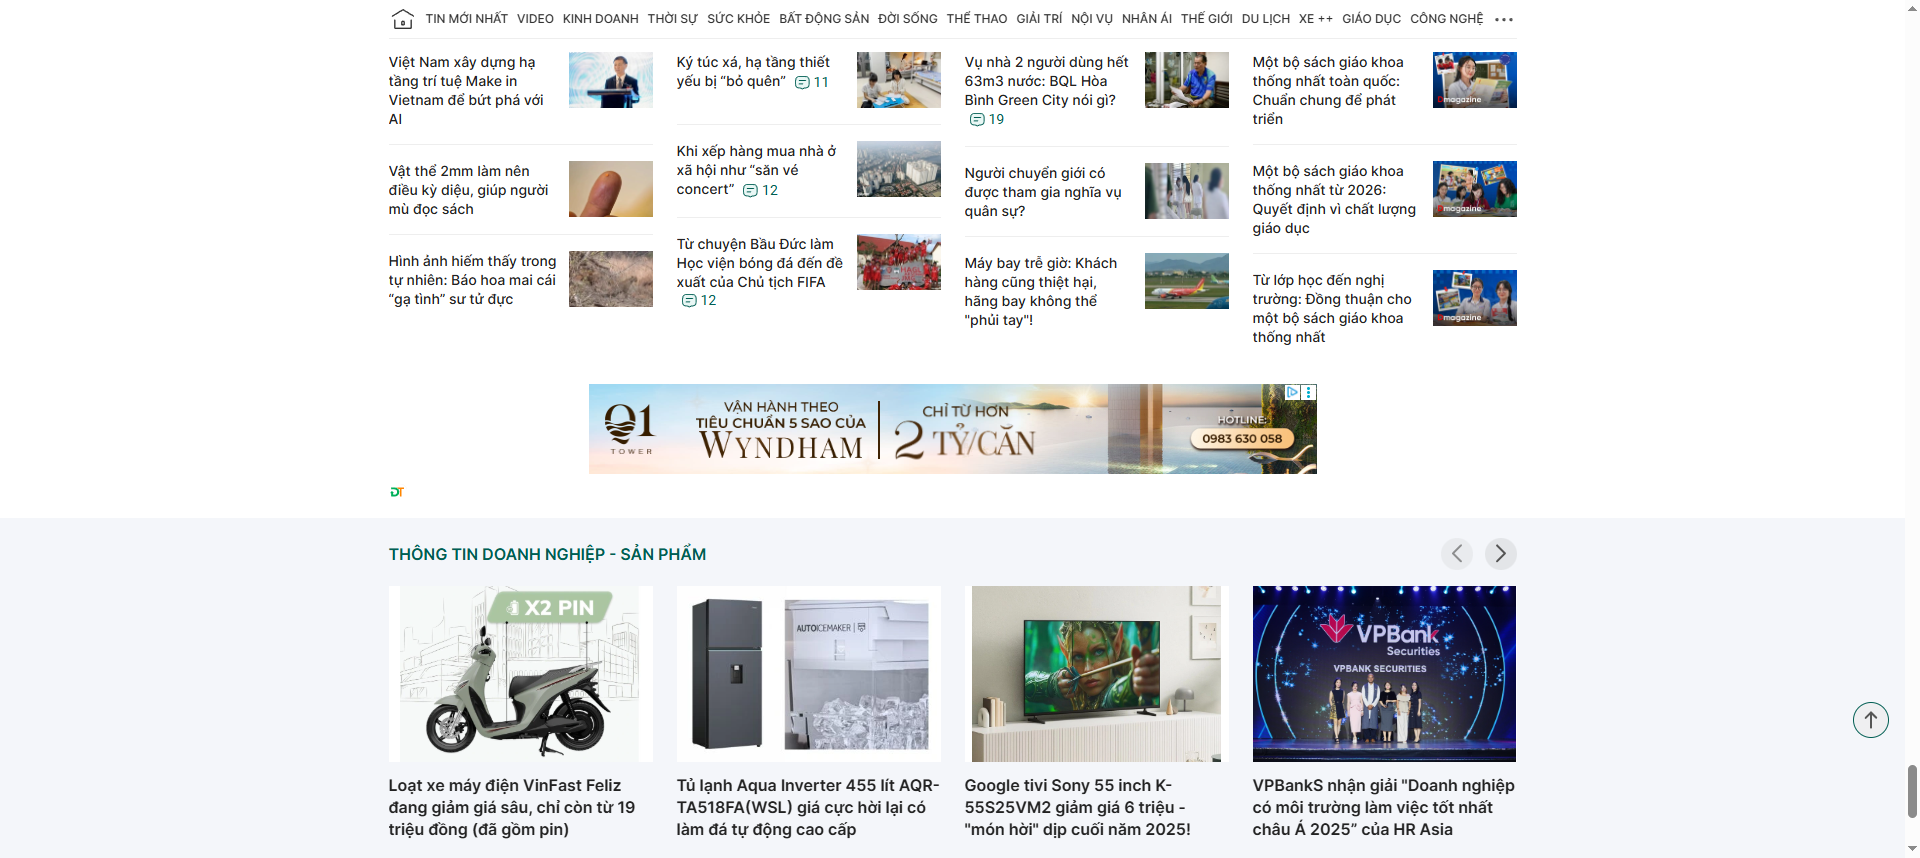 TIN MỚI NHẤT VIDEO KINH DOANH THỜI SỰ SỨC KHỎE BẤT ĐỘNG SẢN ĐỜI SỐNG THỂ THAO GIẢI TRÍ NỘI VỤ NHÂN ÁI THẾ GIỚI DU LỊCH XE ++ GIÁO DỤC CÔNG NGHỆ
Việt Nam xây dựng hạ
tầng trí tuệ Make in
Vietnam để bứt phá với
AI
Vật thể 2mm làm nên
điều kỳ diệu, giúp người
mù đọc sách
Hình ảnh hiếm thấy trong
tự nhiên: Báo hoa mai cái
“gạ tình” sư tử đực
Ký túc xá, hạ tầng thiết
yếu bị “bỏ quên” 11
Khi xếp hàng mua nhà ở
xã hội như “săn vé
concert” 12
Từ chuyện Bầu Đức làm
Học viện bóng đá đến đề
xuất của Chủ tịch FIFA
12
Vụ nhà 2 người dùng hết
63m3 nước: BQL Hòa
Bình Green City nói gì?
19
Người chuyển giới có
được tham gia nghĩa vụ
quân sự?
Máy bay trễ giờ: Khách
hàng cũng thiệt hại,
hãng bay không thể
"phủi tay"!
Một bộ sách giáo khoa
thống nhất toàn quốc:
Chuẩn chung để phát
triển
Dmagazine
Một bộ sách giáo khoa
thống nhất từ 2026:
Quyết định vì chất lượng
giáo dục
Dmagazine
Từ lớp học đến nghị
trường: Đồng thuận cho
một bộ sách giáo khoa
thống nhất
Dmagazine
Q1
TOWER
VẬN HÀNH THEO
TIÊU CHUẨN 5 SAO CỦA
WYNDHAM
CHỈ TỪ HƠN
2 TỶ/CĂN
HOTLINE:
0983 630 058
DT
THÔNG TIN DOANH NGHIỆP - SẢN PHẨM
X2 PIN
Loạt xe máy điện VinFast Feliz
đang giảm giá sâu, chỉ còn từ 19
triệu đồng (đã gồm pin)
AUTOICEMAKER
Tủ lạnh Aqua Inverter 455 lít AQR-
TA518FA(WSL) giá cực hời lại có
làm đá tự động cao cấp
Google tivi Sony 55 inch K-
55S25VM2 giảm giá 6 triệu -
"món hời" dịp cuối năm 2025!
VPBank
Securities
VPBANK SECURITIES
VPBankS nhận giải "Doanh nghiệp
có môi trường làm việc tốt nhất
châu Á 2025” của HR Asia